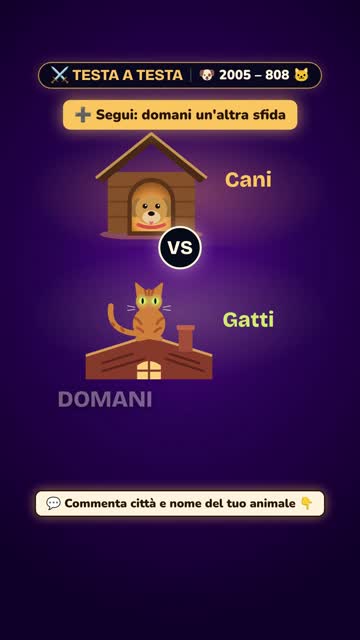 ⚔️ TESTA A TESTA | 🐶 2005 – 808 🐱
➕ Segui: domani un'altra sfida
Cani
VS
Gatti
DOMANI
💬 Commenta città e nome del tuo animale 👇